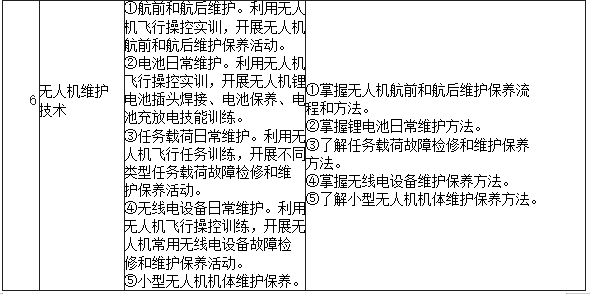 6
无人机维护
技术
①航前和航后维护。利用无人
机飞行操控实训，开展无人机
航前和航后维护保养活动。
②电池日常维护。利用无人机
飞行操控实训，开展无人机锂
电池插头焊接、电池保养、电
池充放电技能训练。
③任务载荷日常维护。利用无
人机飞行任务训练，开展不同
类型任务载荷故障检修和维
护保养活动。
④无线电设备日常维护。利用
无人机飞行操控训练，开展无
人机常用无线电设备故障检
修和维护保养活动。
⑤小型无人机机体维护保养。
①掌握无人机航前和航后维护保养流
程和方法。
②掌握锂电池日常维护方法。
③了解任务载荷故障检修和维护保养
方法。
④掌握无线电设备维护保养方法。
⑤了解小型无人机机体维护保养方法。